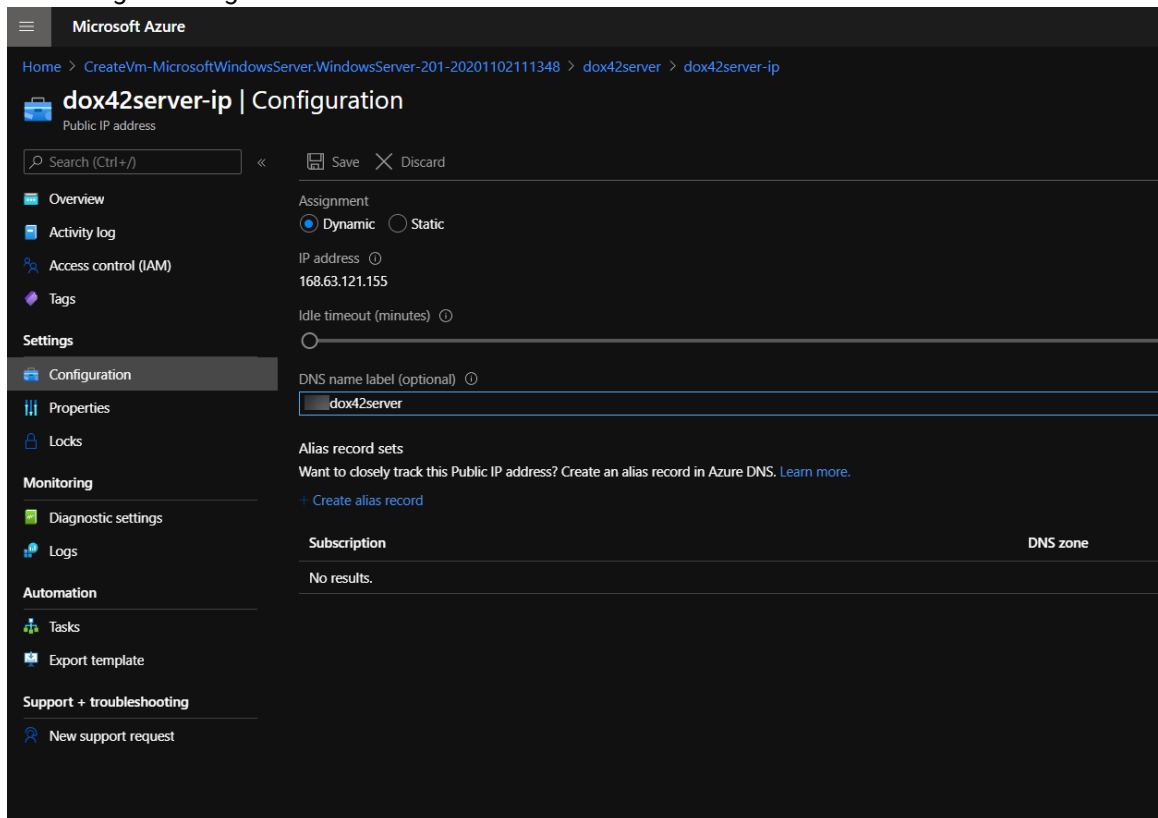 Microsoft Azure
Home > CreateVm-MicrosoftWindowsServer.WindowsServer-201-20201102111348 > dox42server > dox42server-ip
dox42server-ip | Configuration
Public IP address
Search (Ctrl+/)
«
Save
Discard
Overview
Activity log
Access control (IAM)
Tags
Settings
Configuration
Properties
Locks
Monitoring
Diagnostic settings
Logs
Automation
Tasks
Export template
Support + troubleshooting
New support request
Assignment
Dynamic Static
IP address
168.63.121.155
Idle timeout (minutes)
DNS name label (optional)
dox42server
Alias record sets
Want to closely track this Public IP address? Create an alias record in Azure DNS. Learn more.
+ Create alias record
Subscription DNS zone
No results.